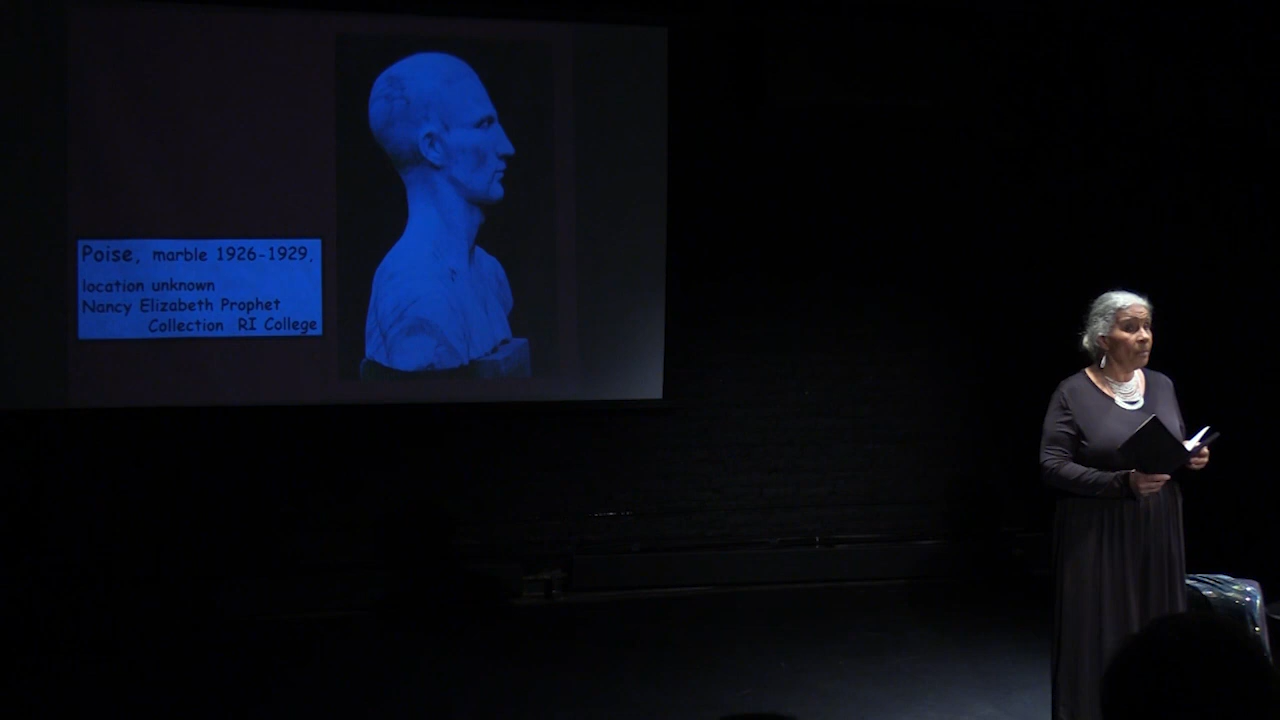 Poise, marble 1926-1929,
location unknown
Nancy Elizabeth Prophet
Collection RI College